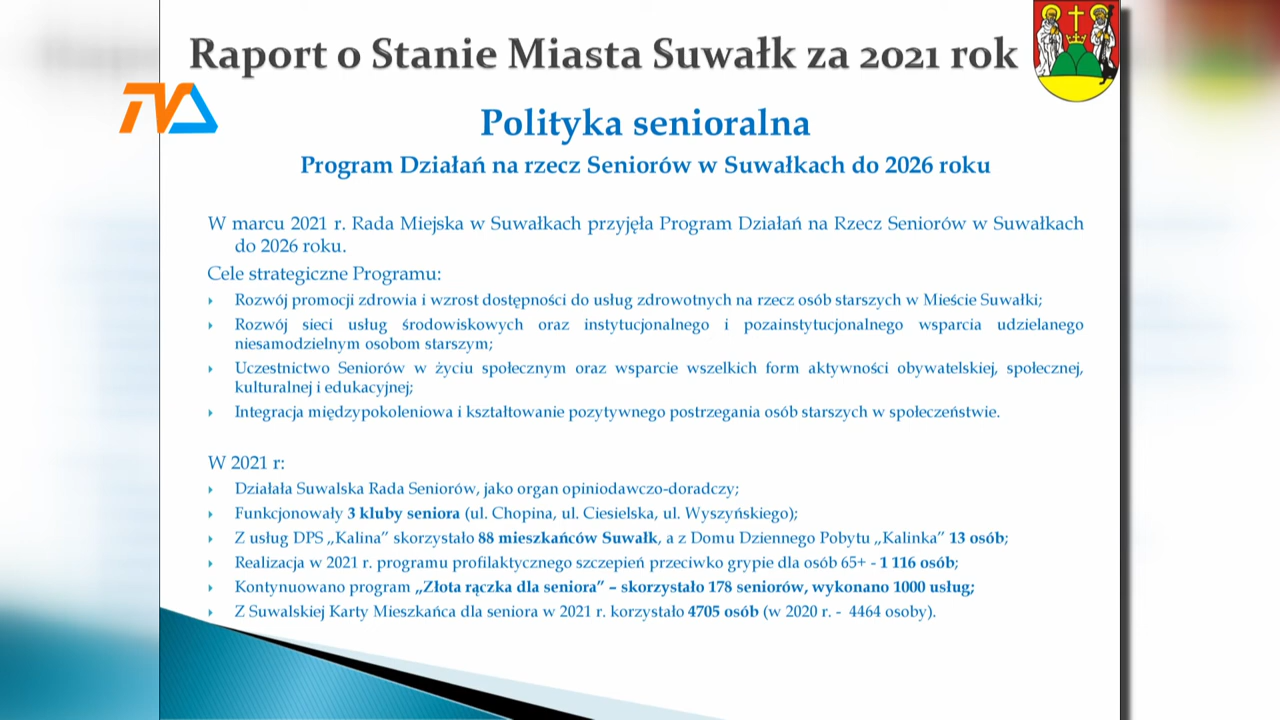 Raport o Stanie Miasta Suwałk za 2021 rok
TVA
Polityka senioralna
Program Działań na rzecz Seniorów w Suwałkach do 2026 roku
W marcu 2021 r. Rada Miejska w Suwałkach przyjęła Program Działań na Rzecz Seniorów w Suwałkach
do 2026 roku.
Cele strategiczne Programu:
Rozwój promocji zdrowia i wzrost dostępności do usług zdrowotnych na rzecz osób starszych w Mieście Suwałki;
Rozwój sieci usług środowiskowych oraz instytucjonalnego i pozainstytucjonalnego wsparcia udzielanego
niesamodzielnym osobom starszym;
Uczestnictwo Seniorów w życiu społecznym oraz wsparcie wszelkich form aktywności obywatelskiej, społecznej,
kulturalnej i edukacyjnej;
Integracja międzypokoleniowa i kształtowanie pozytywnego postrzegania osób starszych w społeczeństwie.
W 2021 r:
Działała Suwalska Rada Seniorów, jako organ opiniodawczo-doradczy;
Funkcjonowały 3 kluby seniora (ul. Chopina, ul. Ciesielska, ul. Wyszyńskiego);
Z usług DPS „Kalina” skorzystało 88 mieszkańców Suwałk, a z Domu Dziennego Pobytu „Kalinka” 13 osób;
Realizacja w 2021 r. programu profilaktycznego szczepień przeciwko grypie dla osób 65+ - 1 116 osób;
Kontynuowano program „Złota rączka dla seniora” – skorzystało 178 seniorów, wykonano 1000 usług;
Z Suwalskiej Karty Mieszkańca dla seniora w 2021 r. korzystało 4705 osób (w 2020 r. - 4464 osoby).